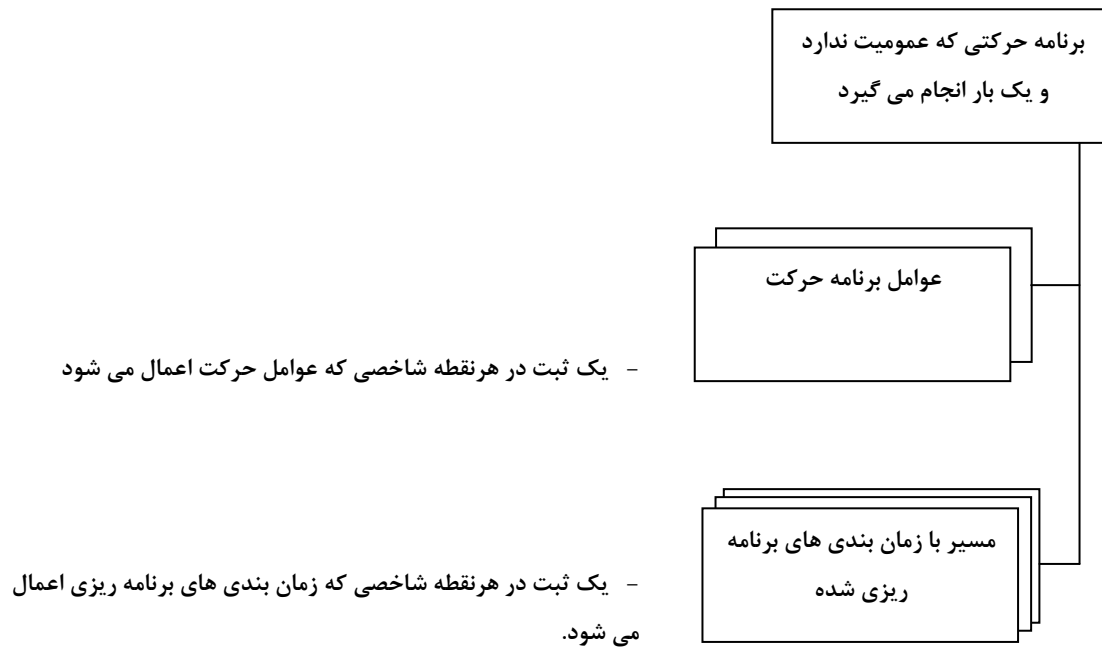 برنامه حرکتی که عمومیت ندارد
و یک بار انجام می گیرد
عوامل برنامه حرکت
- یک ثبت در هرنقطه شاخصی که عوامل حرکت اعمال می شود
مسیر با زمان بندی های برنامه
ریزی شده
- یک ثبت در هرنقطه شاخصی که زمان بندی های برنامه ریزی اعمال
می شود.